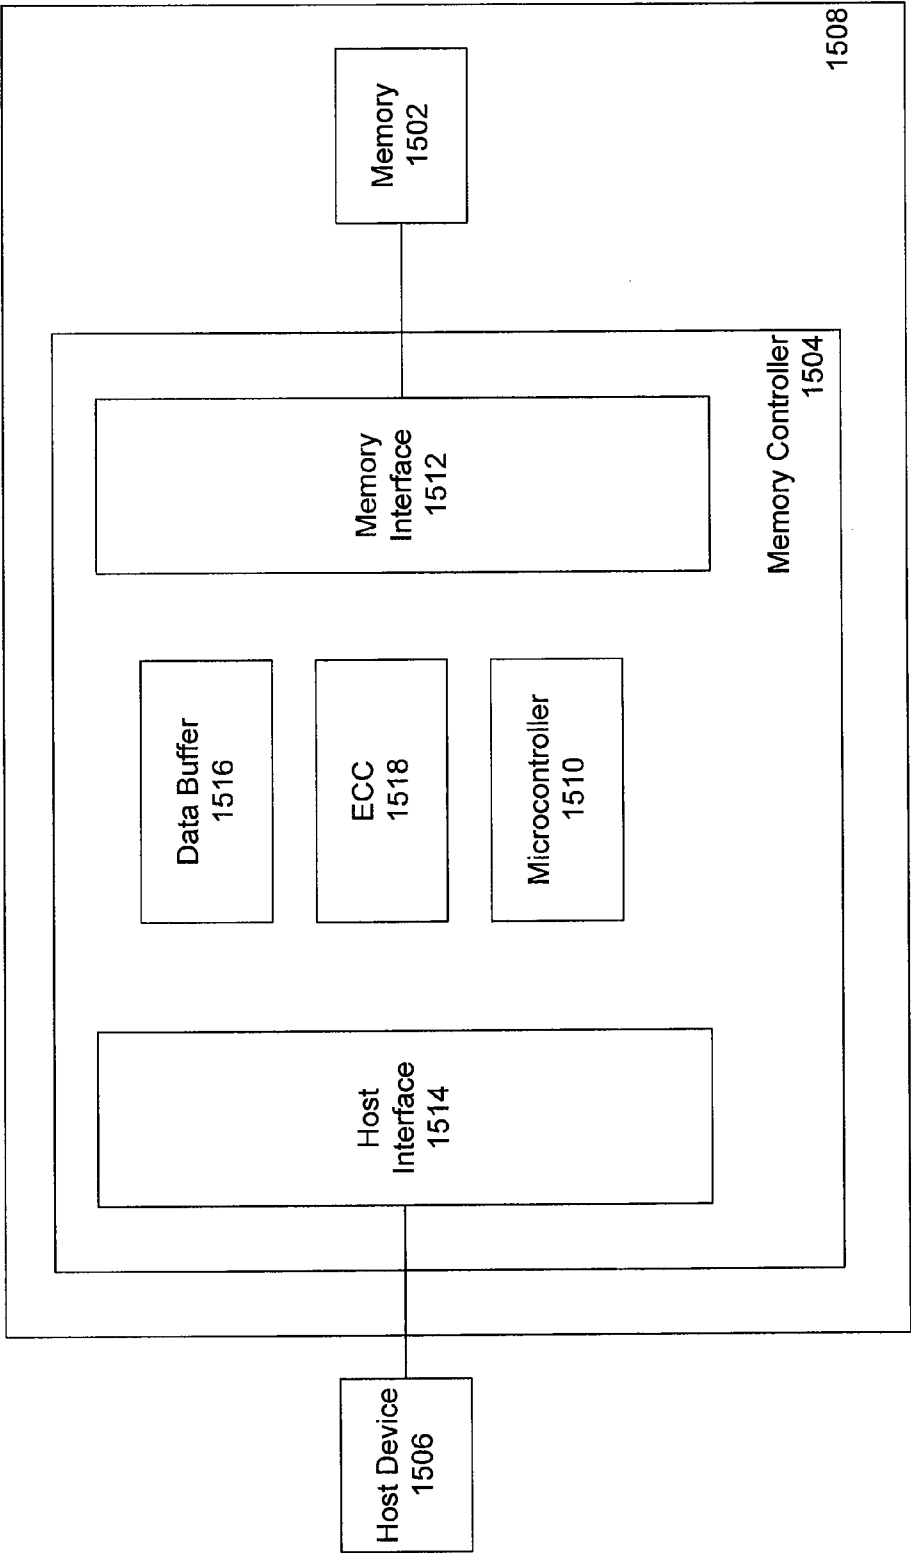 Host Device
1506
Host
Interface
1514
Data Buffer
1516
ECC
1518
Microcontroller
1510
Memory
Interface
1512
Memory Controller
1504
Memory
1502
1508